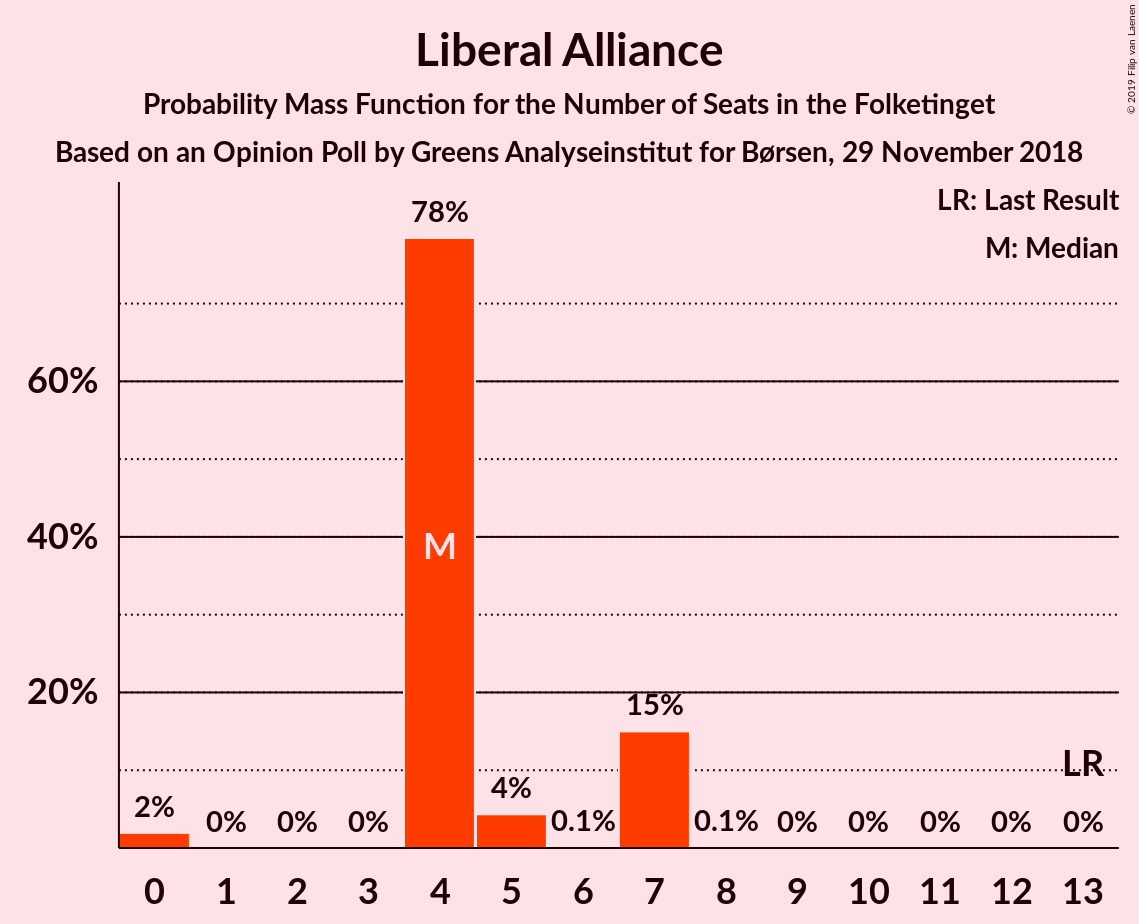 Liberal Alliance
Probability Mass Function for the Number of Seats in the Folketinget
Based on an Opinion Poll by Greens Analyseinstitut for Børsen, 29 November 2018
© 2019 Filip van Laenen
LR: Last Result
M: Median
78%
60%
40%
20%
M
15%
LR
2%
0%
0%
0%
4%
0.1%
0.1%
0%
0%
0%
0%
0%
0 1 2 3 4 5 6 7 8 9 10 11 12 13